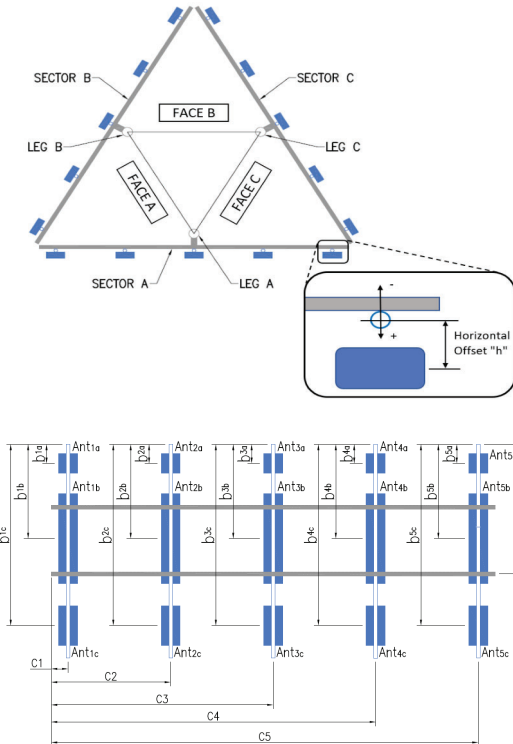 SECTOR B
SECTOR C
FACE B
LEG B
LEG C
FACE A
FACE C
SECTOR A
LEG A
-
+
Horizontal
Offset "h"
b1a Ant1a b2a Ant2a b3a Ant3a b4a Ant4a b5a Ant5
b1b Ant1b b2b Ant2b b3b Ant3b b4b Ant4b b5b Ant5b
b1c b2c b3c b4c b5c
Ant1c Ant2c Ant3c Ant4c Ant5c
C1
C2
C3
C4
C5